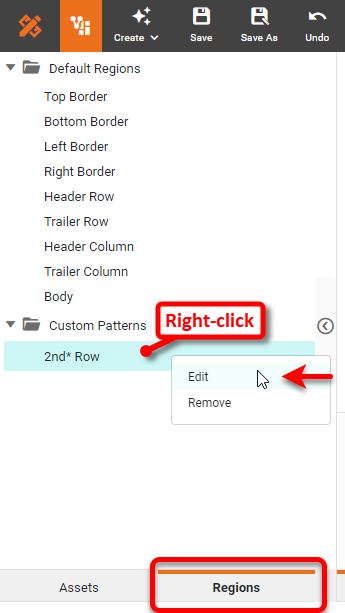 Create Save Save As Undo
Default Regions
Top Border
Bottom Border
Left Border
Right Border
Header Row
Trailer Row
Header Column
Trailer Column
Body
Custom Patterns
Right-click
2nd* Row
Edit
Remove
Assets Regions